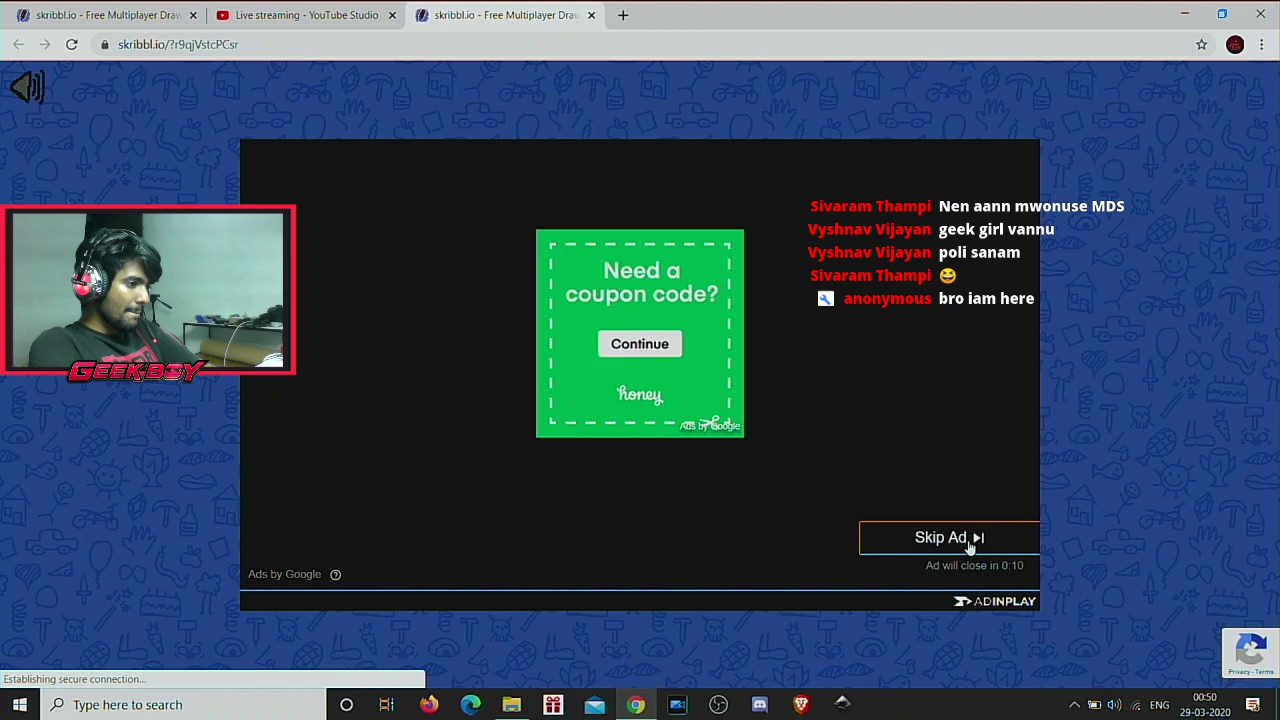 skribbl.io - Free Multiplayer Draw
Live streaming - YouTube Studio
skribbl.io - Free Multiplayer Draw
skribbl.io/?r9qjVstcPCsr
Sivaram Thampi Nen aann mwonuse MDS
Vyshnav Vijayan geek girl vannu
Vyshnav Vijayan poli sanam
Sivaram Thampi 😆
anonymous bro iam here
GEEKBOY
Need a
coupon code?
Continue
honey
Ads by Google
Skip Ad
Ad will close in 0:10
Ads by Google
ADINPLAY
Privacy - Terms
Establishing secure connection...
Type here to search
ENG
00:50
29-03-2020